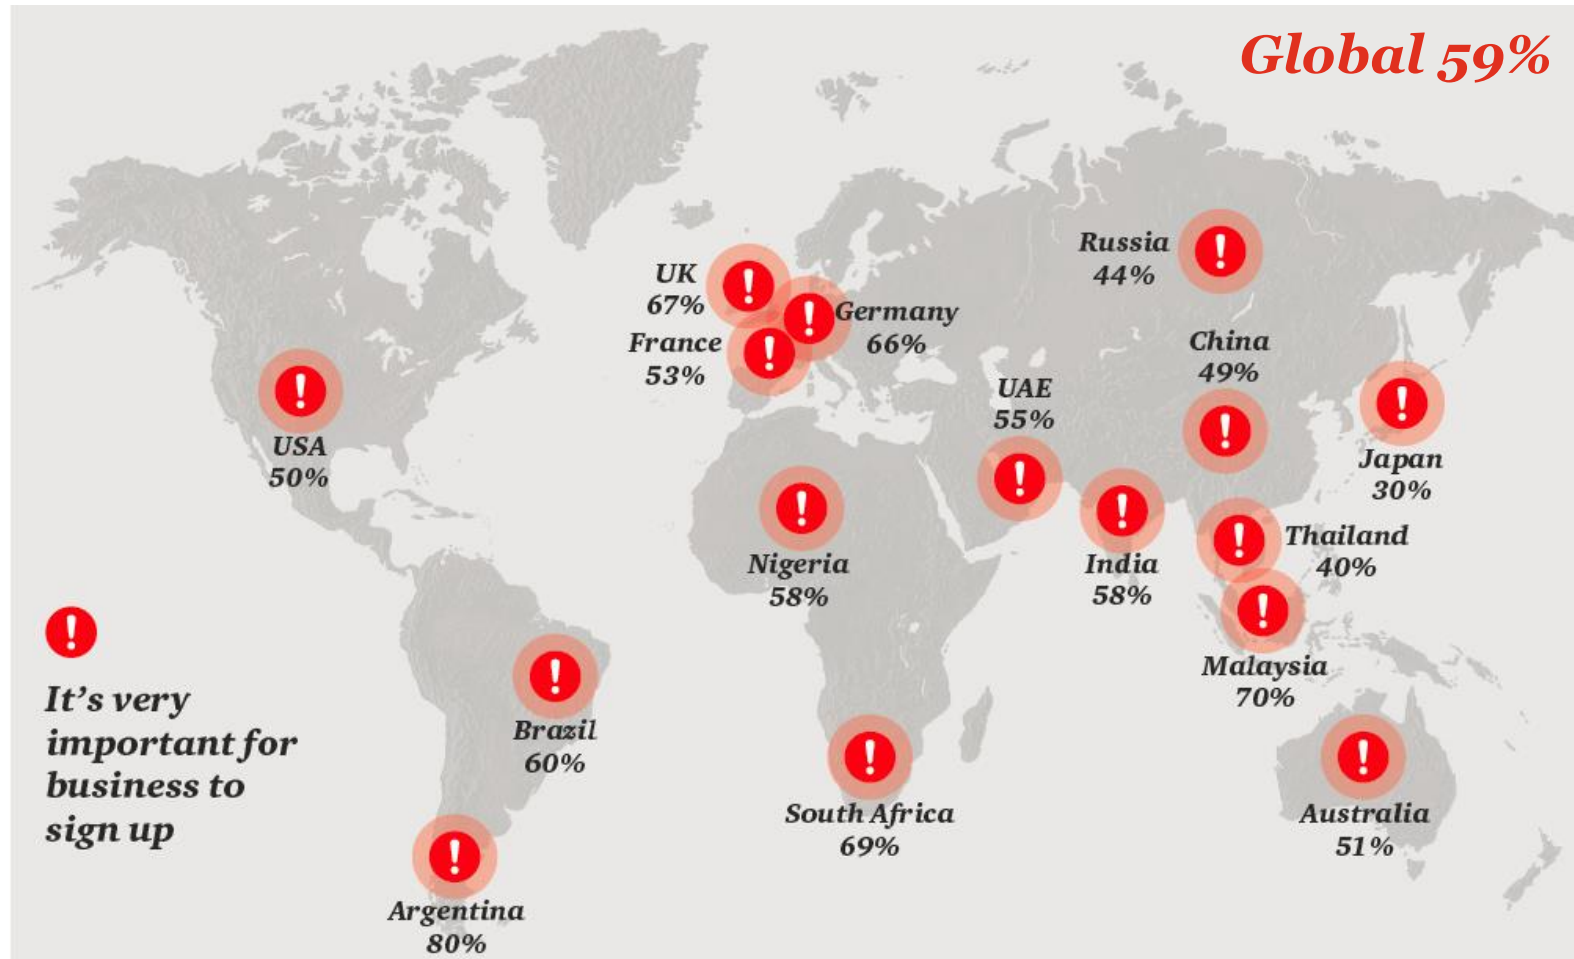 Global 59%
Russia
44%
UK
67%
Germany
66%
France
53%
China
49%
UAE
55%
USA
50%
Japan
30%
Nigeria
58%
India
58%
Thailand
40%
Malaysia
70%
It's very
important for
business to
sign up
Brazil
60%
South Africa
69%
Australia
51%
Argentina
80%